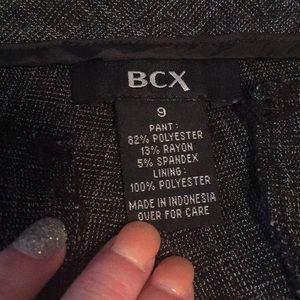 BCX
9
PANT:
82% POLYESTER
13% RAYON
5% SPANDEX
LINING:
100% POLYESTER
MADE IN INDONESIA
OVER FOR CARE